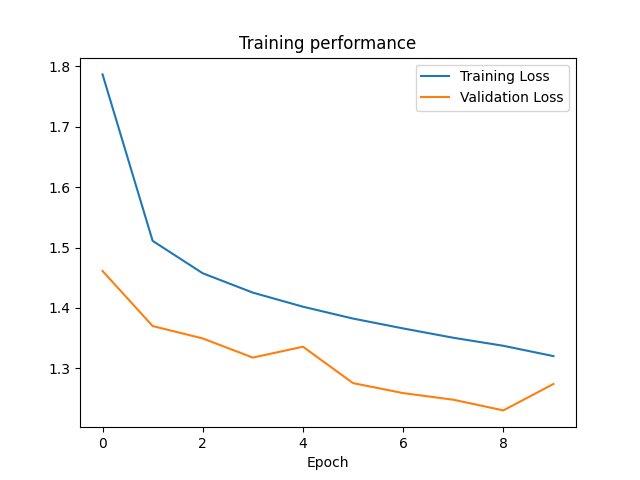 Training performance
Training Loss
Validation Loss
1.8
1.7
1.6
1.5
1.4
1.3
0 2 4 6 8
Epoch